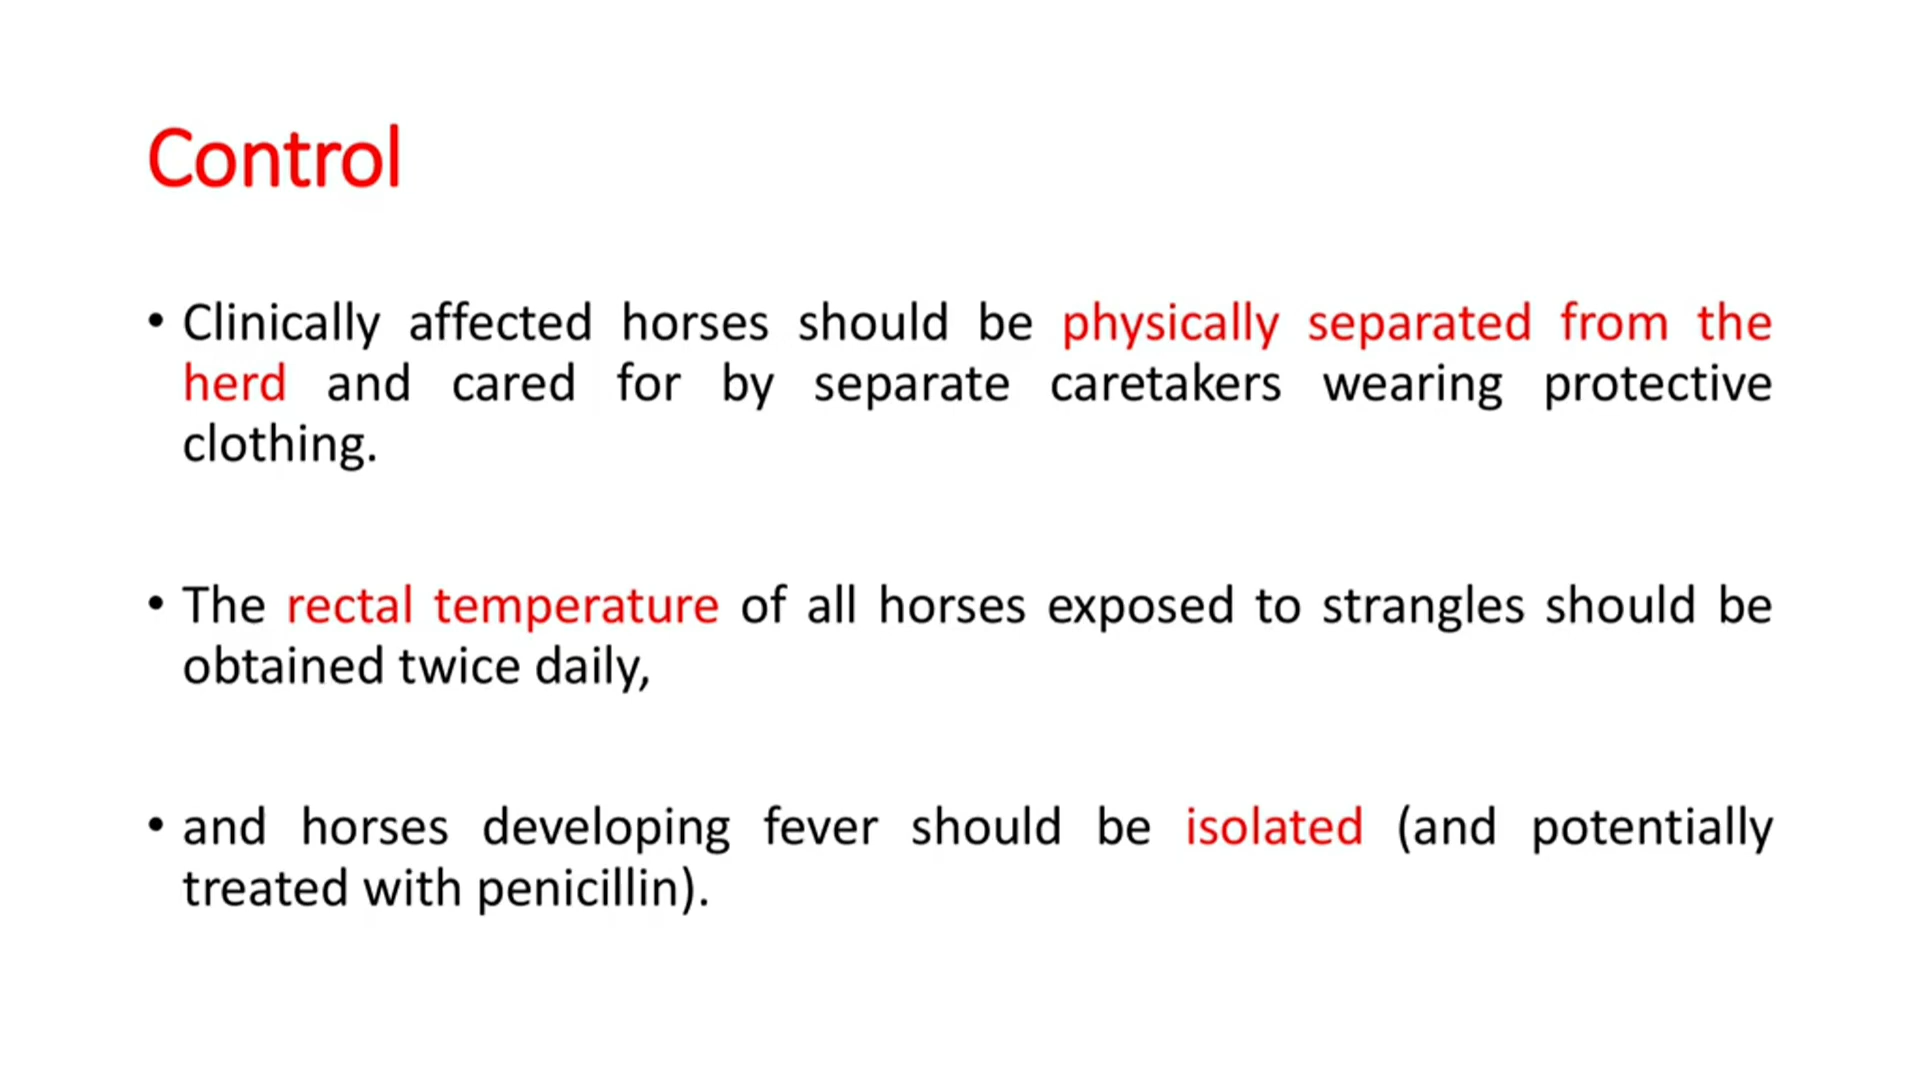 Control
• Clinically affected horses should be physically separated from the
herd and cared for by separate caretakers wearing protective
clothing.
• The rectal temperature of all horses exposed to strangles should be
obtained twice daily,
• and horses developing fever should be isolated (and potentially
treated with penicillin).